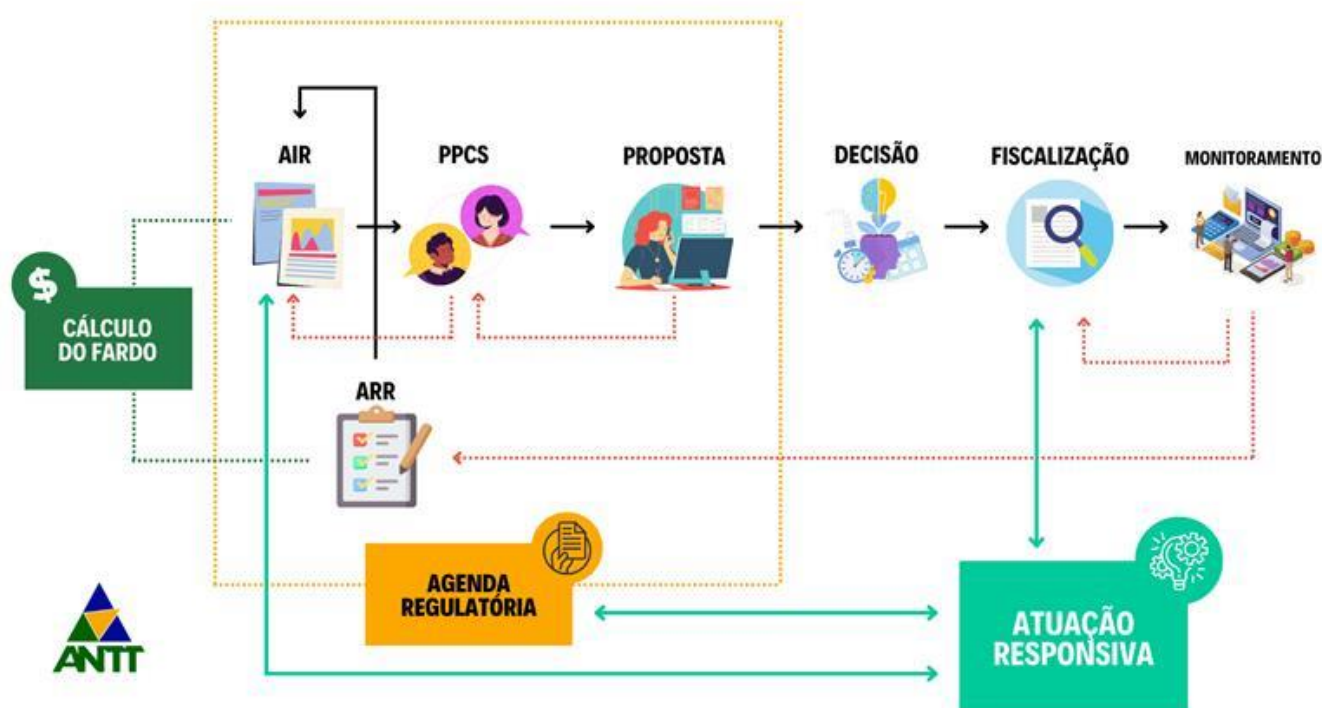 AIR
PPCS
PROPOSTA
DECISÃO
FISCALIZAÇÃO
MONITORAMENTO
$
CÁLCULO
DO FARDO
ARR
AGENDA
REGULATÓRIA
ATUAÇÃO
RESPONSIVA
ANTT